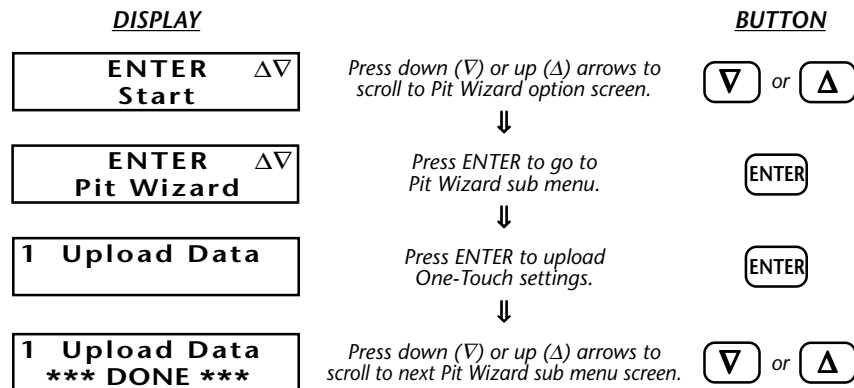 DISPLAY BUTTON
ENTER Δ∇
Start
Press down (∇) or up (Δ) arrows to
scroll to Pit Wizard option screen.
∇ or Δ
⇓
ENTER Δ∇
Pit Wizard
Press ENTER to go to
Pit Wizard sub menu.
ENTER
⇓
1 Upload Data
Press ENTER to upload
One-Touch settings.
ENTER
⇓
1 Upload Data
*** DONE ***
Press down (∇) or up (Δ) arrows to
scroll to next Pit Wizard sub menu screen.
∇ or Δ